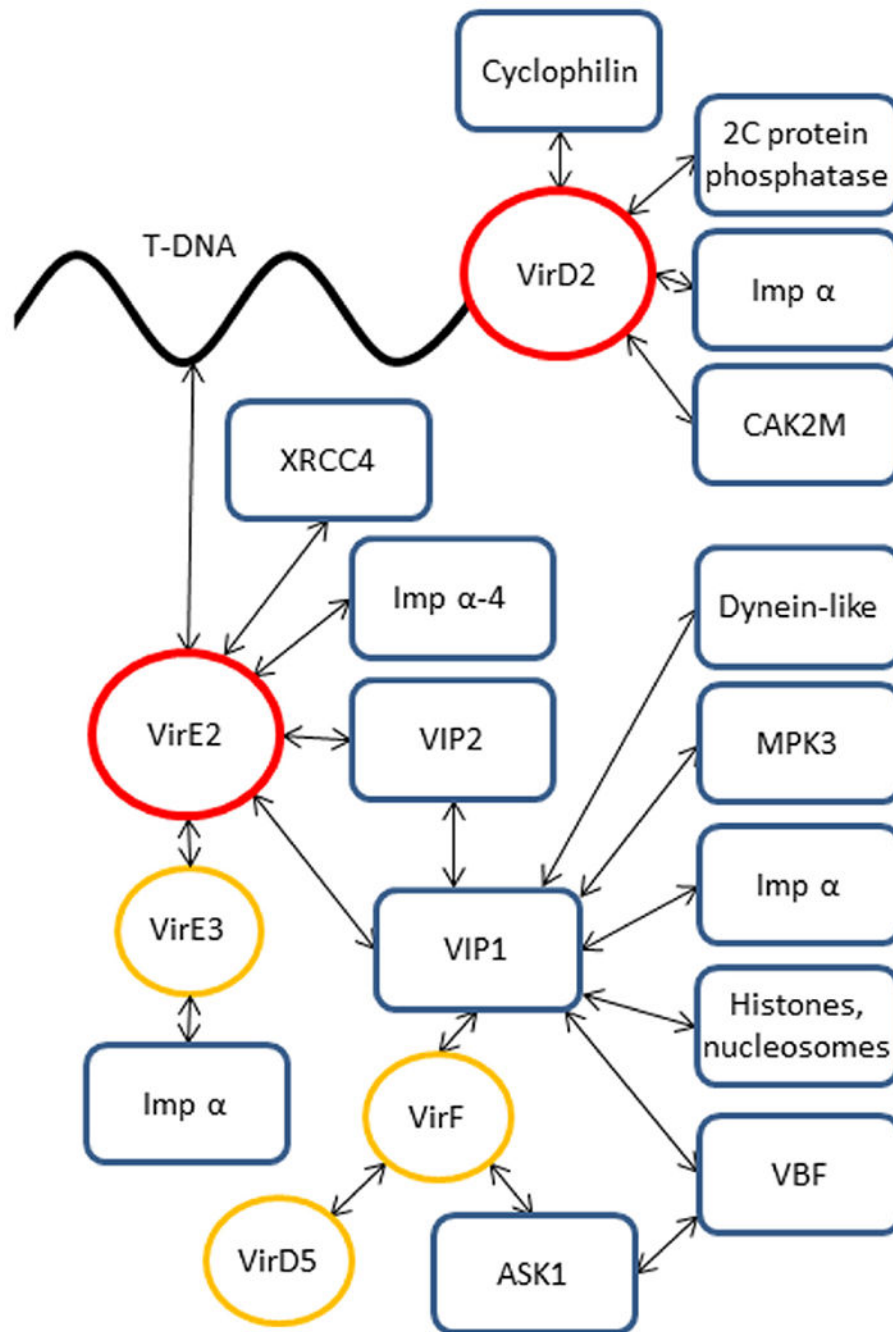 Cyclophilin
2C protein
phosphatase
T-DNA
VirD2
Imp α
CAK2M
XRCC4
Imp α-4
Dynein-like
VirE2
VIP2
MPK3
Imp α
VirE3
VIP1
Histones,
nucleosomes
Imp α
VirF
VBF
VirD5
ASK1